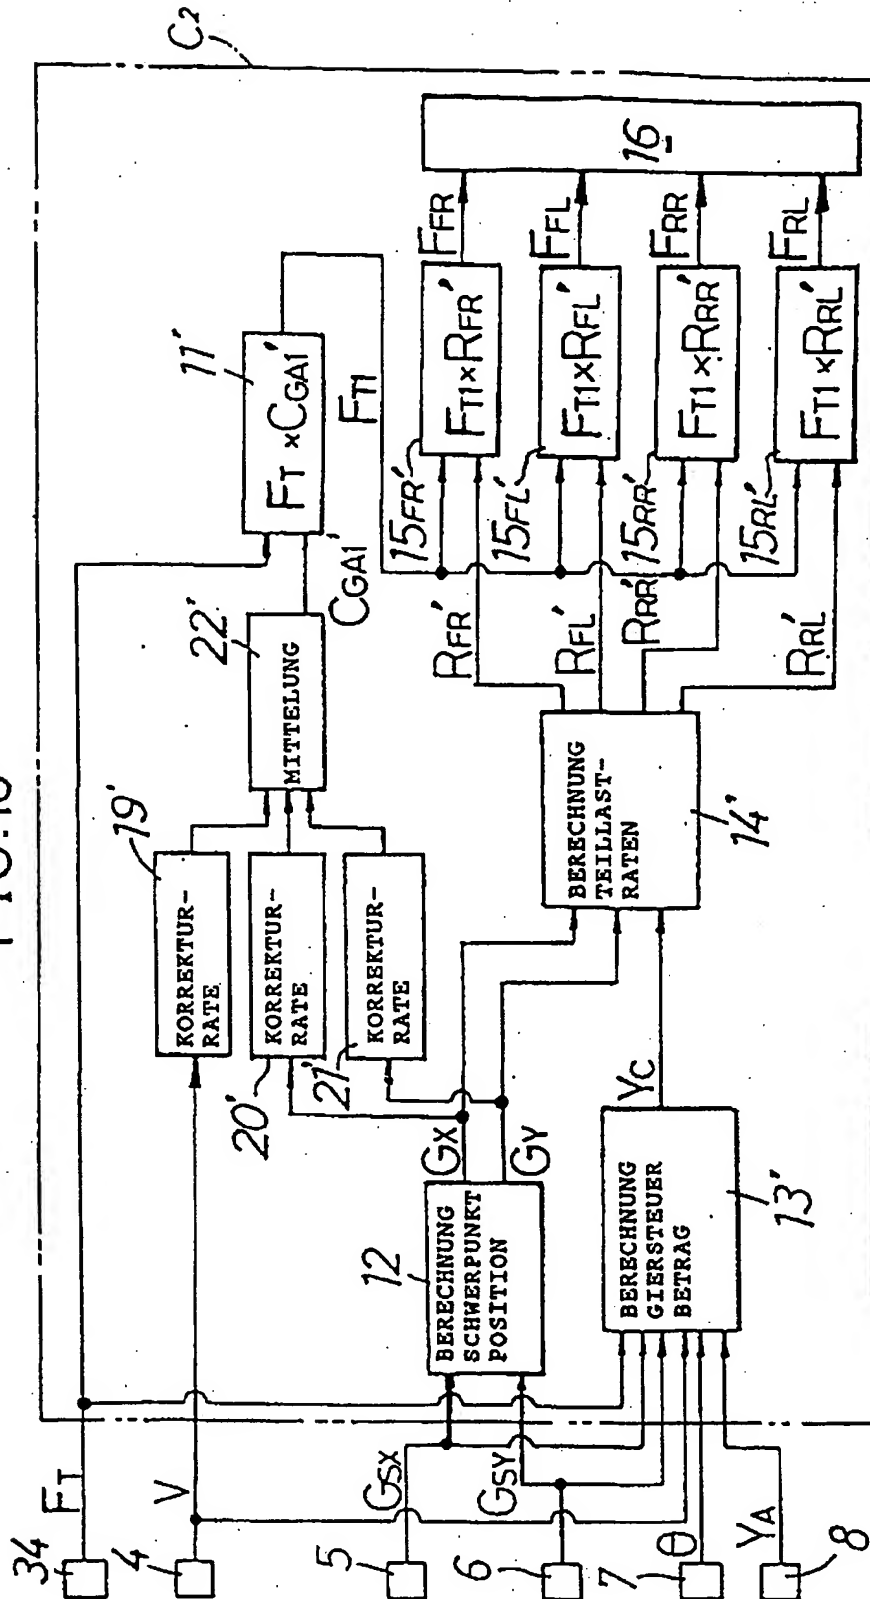 C2
34
FT
4
V
5
GSX
6
GSY
7
θ
8
YA
19'
KORREKTUR-
RATE
20'
KORREKTUR-
RATE
21'
KORREKTUR-
RATE
22'
MITTELUNG
CGA1'
11'
FT × CGA1'
FT1
12
BERECHNUNG
SCHWERPUNKT
POSITION
GX
GY
13'
BERECHNUNG
GIERSTEUER
BETRAG
YC
14'
BERECHNUNG
TEILLAST-
RATEN
RFR'
RFL'
RRR'
RRL'
15FR'
FT1×RFR'
FFR
15FL'
FT1×RFL'
FFL
15RR'
FT1×RRR'
FRR
15RL'
FT1×RRL'
FRL
16